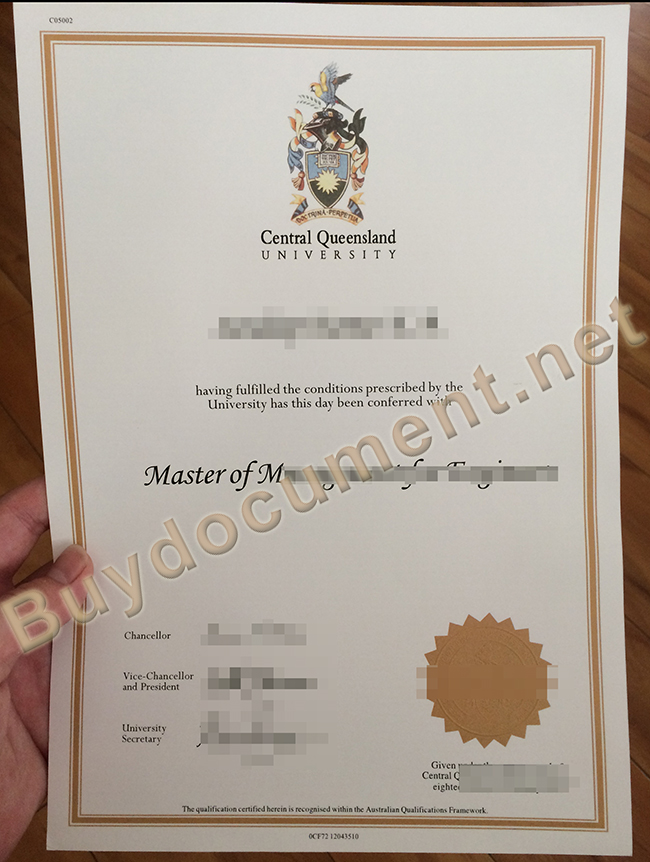 C05002
DOCTRINA·PERPETUA
Central Queensland
UNIVERSITY
having fulfilled the conditions prescribed by the
University has this day been conferred with
Master of
Buydocument.net
Chancellor
Vice-Chancellor
and President
University
Secretary
Given
Central
The qualification certified herein is recognised within the Australian Qualifications Framework.
0CF72 12043510